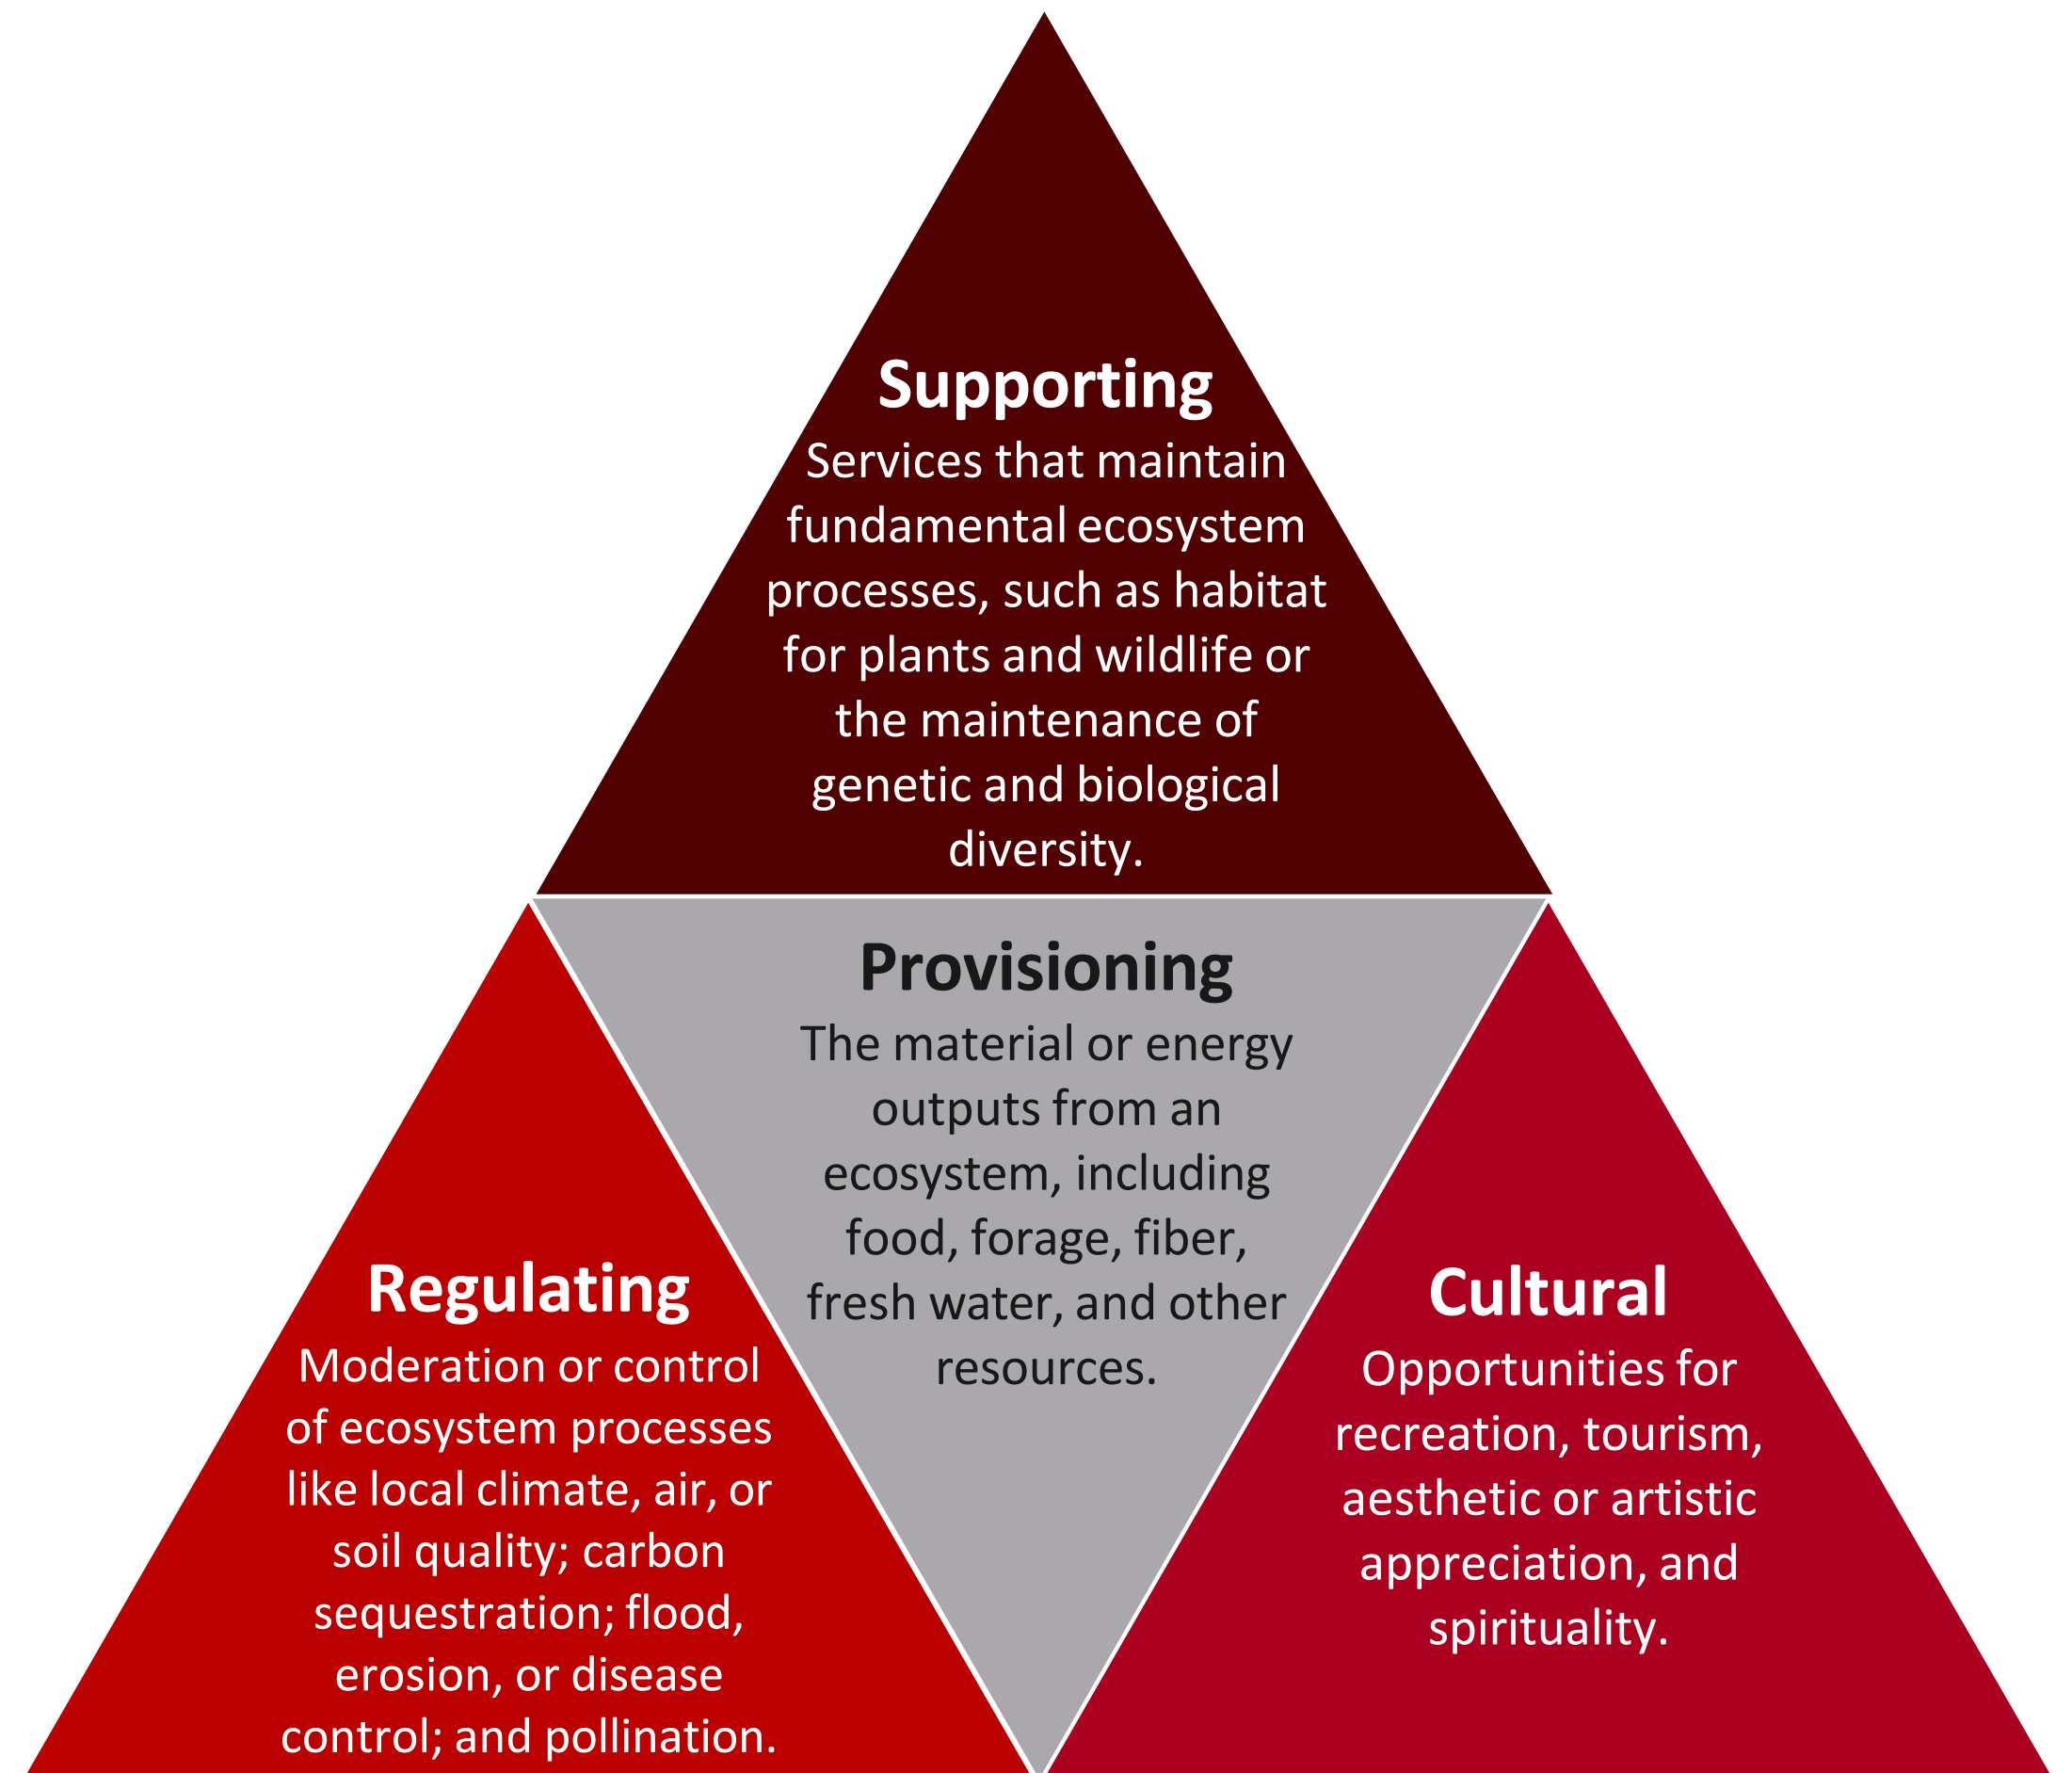 Supporting
Services that maintain
fundamental ecosystem
processes, such as habitat
for plants and wildlife or
the maintenance of
genetic and biological
diversity.
Provisioning
The material or energy
outputs from an
ecosystem, including
food, forage, fiber,
fresh water, and other
resources.
Regulating
Moderation or control
of ecosystem processes
like local climate, air, or
soil quality; carbon
sequestration; flood,
erosion, or disease
control; and pollination.
Cultural
Opportunities for
recreation, tourism,
aesthetic or artistic
appreciation, and
spirituality.